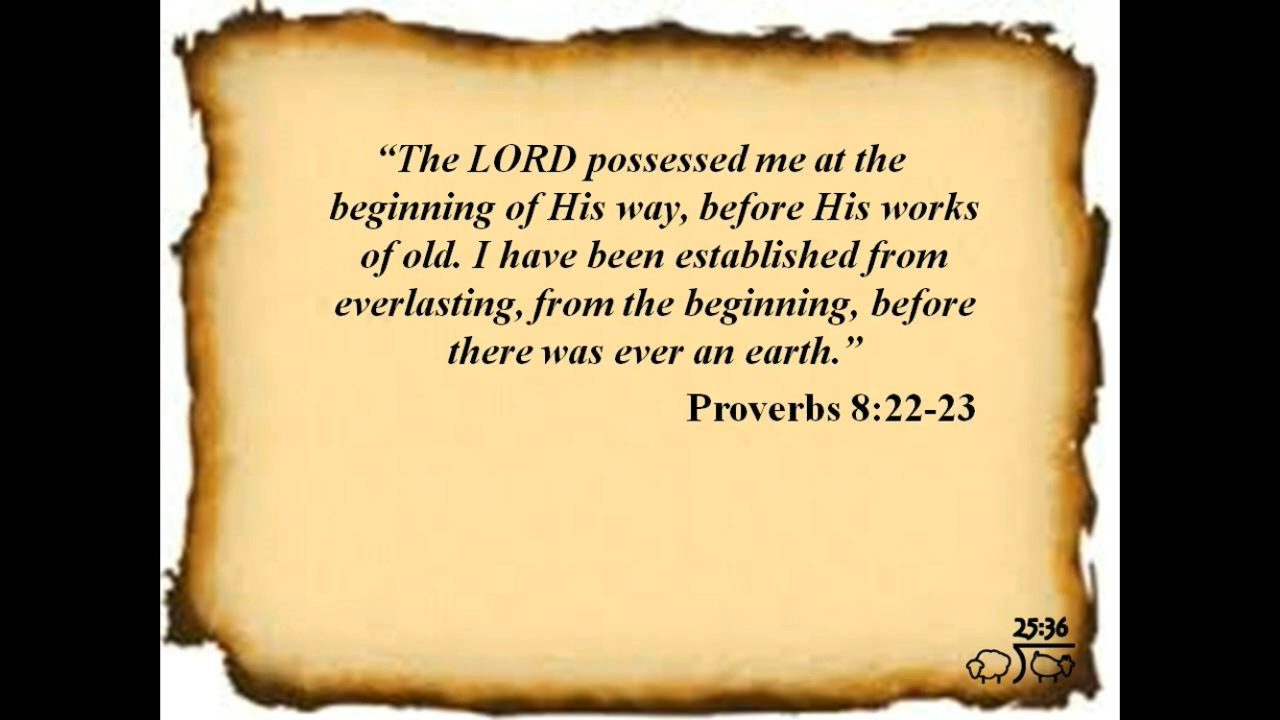 “The LORD possessed me at the
beginning of His way, before His works
of old. I have been established from
everlasting, from the beginning, before
there was ever an earth.”
Proverbs 8:22-23
25:36